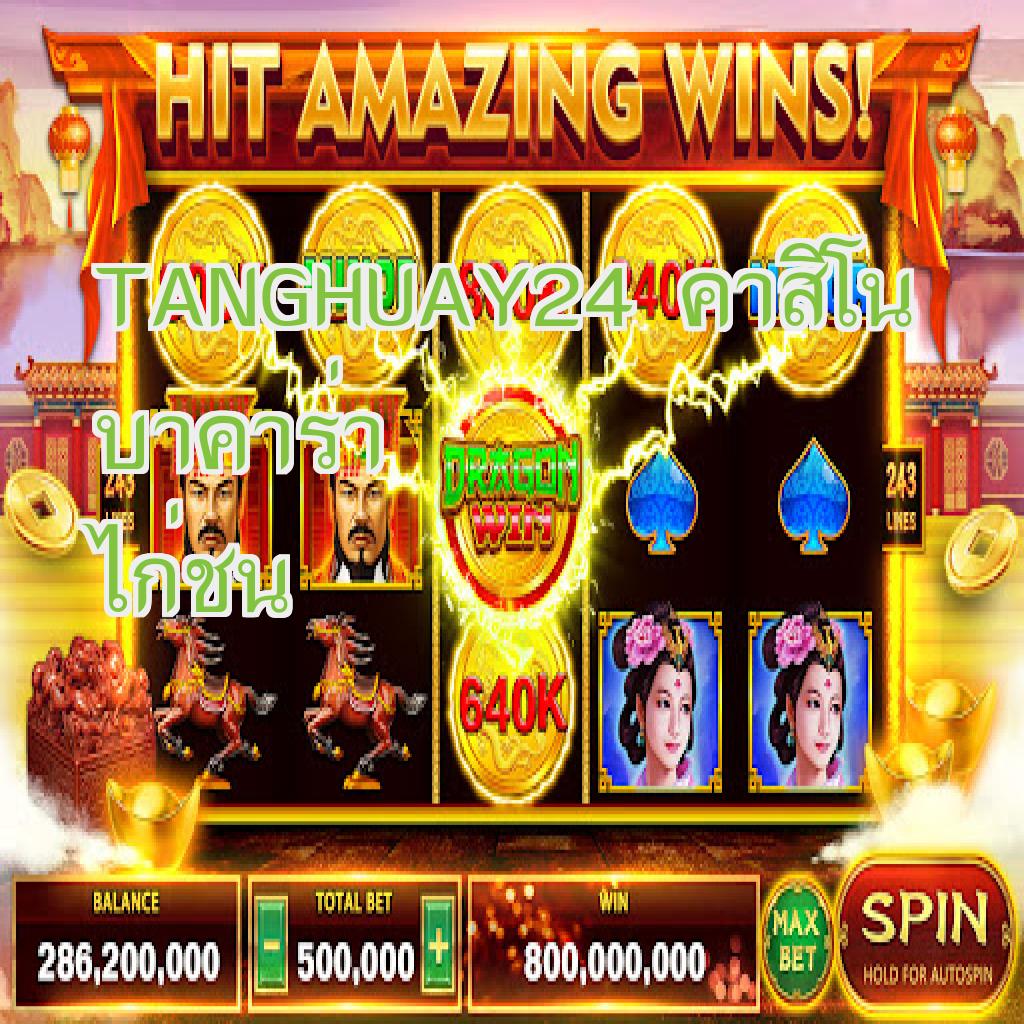 HIT AMAZING WINS!
TANGHUAY24 คาสิโน
บาคาร่า
ไก่ชน
DRAGON
WIN
243
LINES
243
LINES
640K
BALANCE
TOTAL BET
WIN
286,200,000
- 500,000 +
800,000,000
MAX
BET
SPIN
HOLD FOR AUTOSPIN